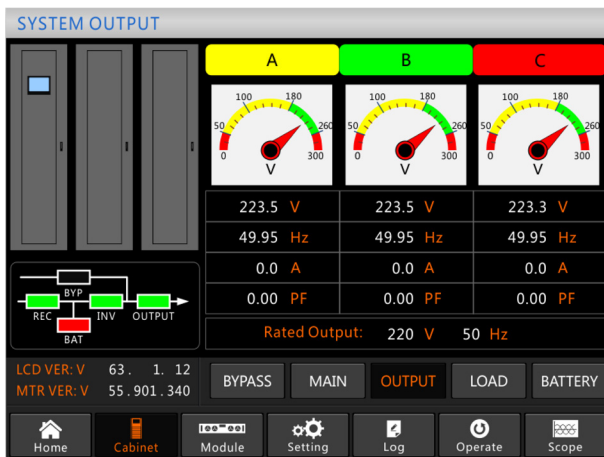 SYSTEM OUTPUT
A B C
0 50 100 180 260 300 V
0 50 100 180 260 300 V
0 50 100 180 260 300 V
223.5 V 223.5 V 223.3 V
49.95 Hz 49.95 Hz 49.95 Hz
0.0 A 0.0 A 0.0 A
0.00 PF 0.00 PF 0.00 PF
Rated Output: 220 V 50 Hz
BYP
REC INV OUTPUT
BAT
LCD VER: V 63. 1. 12
MTR VER: V 55.901.340
BYPASS MAIN OUTPUT LOAD BATTERY
Home Cabinet Module Setting Log Operate Scope